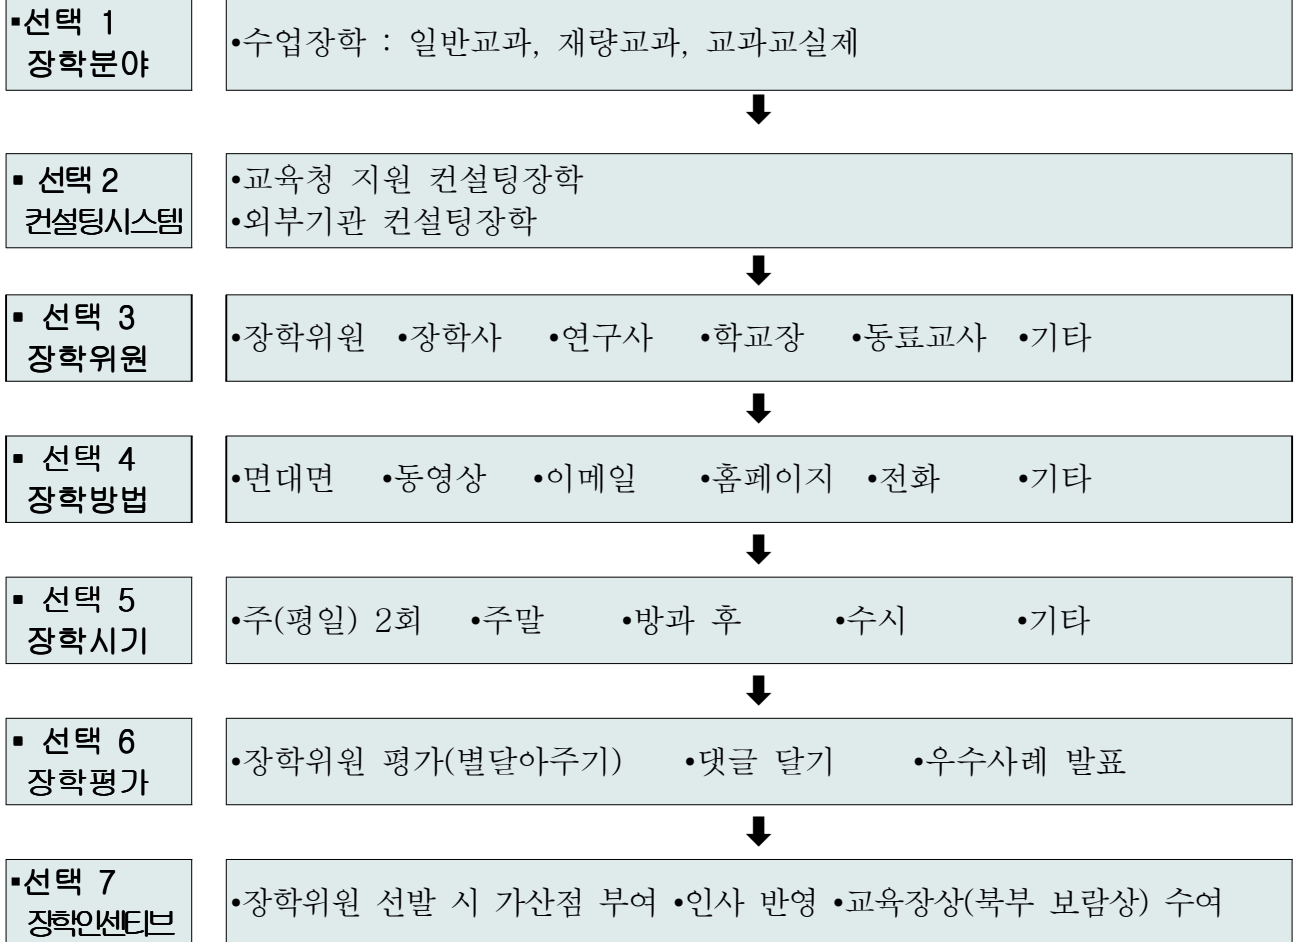 ▪선택 1
장학분야
•수업장학 : 일반교과, 재량교과, 교과교실제
▪ 선택 2
컨설팅시스템
•교육청 지원 컨설팅장학
•외부기관 컨설팅장학
▪ 선택 3
장학위원
•장학위원 •장학사 •연구사 •학교장 •동료교사 •기타
▪ 선택 4
장학방법
•면대면 •동영상 •이메일 •홈페이지 •전화 •기타
▪ 선택 5
장학시기
•주(평일) 2회 •주말 •방과 후 •수시 •기타
▪ 선택 6
장학평가
•장학위원 평가(별달아주기) •댓글 달기 •우수사례 발표
▪선택 7
장학인센티브
•장학위원 선발 시 가산점 부여 •인사 반영 •교육장상(북부 보람상) 수여